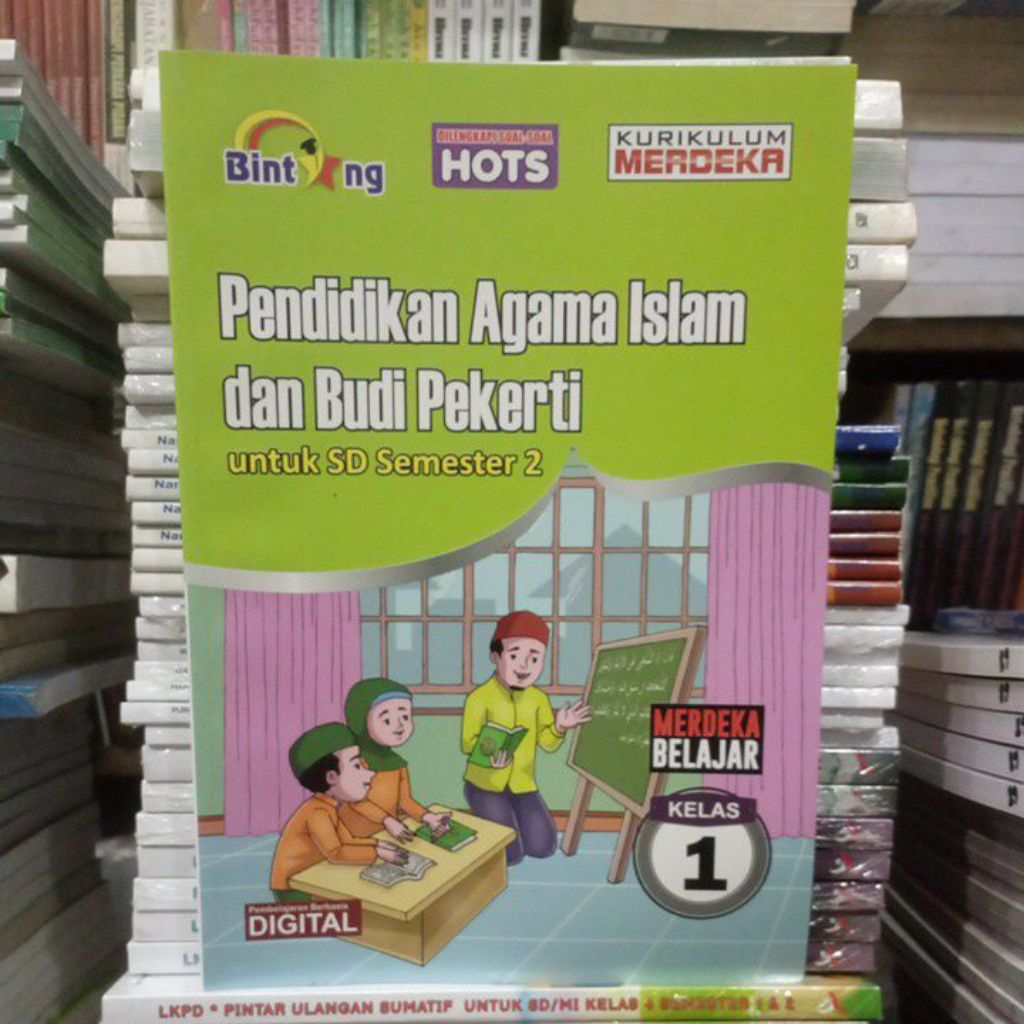 Bintang
DILENGKAPI SOAL-SOAL
HOTS
KURIKULUM
MERDEKA
Pendidikan Agama Islam
dan Budi Pekerti
untuk SD Semester 2
MERDEKA
BELAJAR
KELAS
1
Pembelajaran Berbasis
DIGITAL
LKPD * PINTAR ULANGAN SUMATIF UNTUK SD/MI KELAS 4 SEMESTER 1 & 2